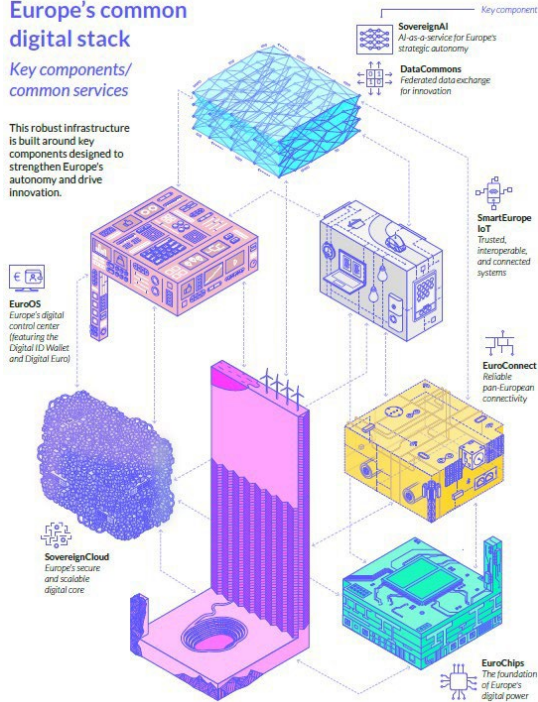 Europe's common
digital stack
Key components/
common services
This robust infrastructure
is built around key
components designed to
strengthen Europe's
autonomy and drive
innovation.
Key component
SovereignAI
AI-as-a-service for Europe's
strategic autonomy
DataCommons
Federated data exchange
for innovation
SmartEurope
IoT
Trusted,
interoperable,
and connected
systems
EuroOS
Europe's digital
control center
(featuring the
Digital ID Wallet
and Digital Euro)
EuroConnect
Reliable
pan-European
connectivity
SovereignCloud
Europe's secure
and scalable
digital core
EuroChips
The foundation
of Europe's
digital power